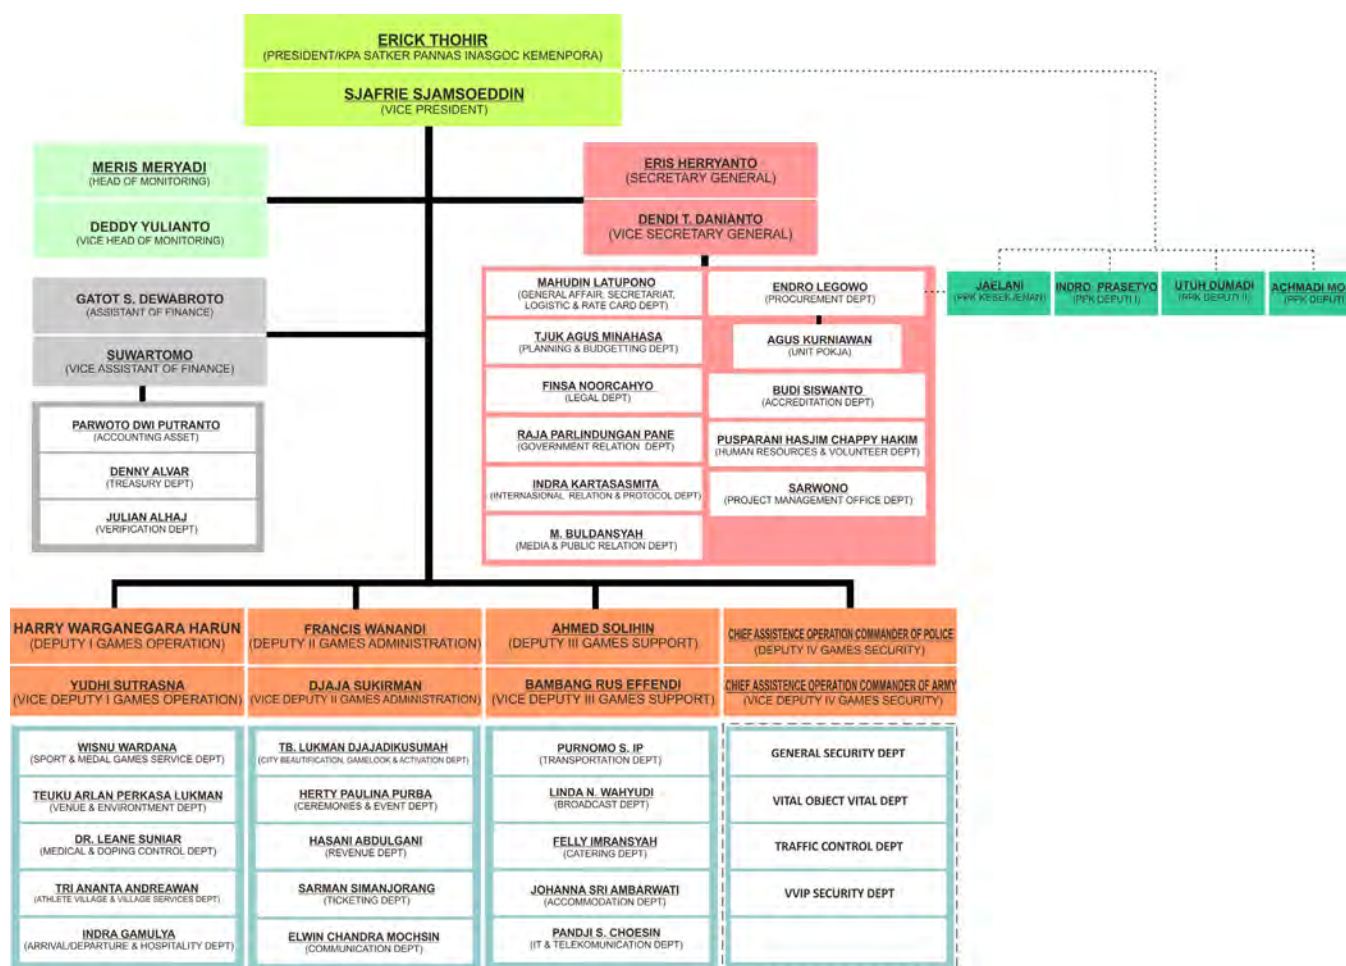 ERICK THOHIR
(PRESIDENT/KPA SATKER PANNAS INASGOC KEMENPORA)
SJAFRIE SJAMSOEDDIN
(VICE PRESIDENT)
MERIS MERYADI
(HEAD OF MONITORING)
DEDDY YULIANTO
(VICE HEAD OF MONITORING)
ERIS HERRYANTO
(SECRETARY GENERAL)
DENDI T. DANIANTO
(VICE SECRETARY GENERAL)
GATOT S. DEWABROTO
(ASSISTANT OF FINANCE)
SUWARTOMO
(VICE ASSISTANT OF FINANCE)
PARWOTO DWI PUTRANTO
(ACCOUNTING ASSET)
DENNY ALVAR
(TREASURY DEPT)
JULIAN ALHAJ
(VERIFICATION DEPT)
MAHUDIN LATUPONO
(GENERAL AFFAIR, SECRETARIAT,
LOGISTIC & RATE CARD DEPT)
TJUK AGUS MINAHASA
(PLANNING & BUDGETTING DEPT)
FINSA NOORCAHYO
(LEGAL DEPT)
RAJA PARLINDUNGAN PANE
(GOVERNMENT RELATION DEPT)
INDRA KARTASASMITA
(INTERNASIONAL RELATION & PROTOCOL DEPT)
M. BULDANSYAH
(MEDIA & PUBLIC RELATION DEPT)
ENDRO LEGOWO
(PROCUREMENT DEPT)
AGUS KURNIAWAN
(UNIT POKJA)
BUDI SISWANTO
(ACCREDITATION DEPT)
PUSPARANI HASJIM CHAPPY HAKIM
(HUMAN RESOURCES & VOLUNTEER DEPT)
SARWONO
(PROJECT MANAGEMENT OFFICE DEPT)
JAELANI
(PPK KESEKJENAN)
INDRO PRASETYO
(PPK DEPUTI I)
UTUH DUMADI
(PPK DEPUTI II)
ACHMADI MO
(PPK DEPUTI
HARRY WARGANEGARA HARUN
(DEPUTY I GAMES OPERATION)
YUDHI SUTRASNA
(VICE DEPUTY I GAMES OPERATION)
WISNU WARDANA
(SPORT & MEDAL GAMES SERVICE DEPT)
TEUKU ARLAN PERKASA LUKMAN
(VENUE & ENVIRONTMENT DEPT)
DR. LEANE SUNIAR
(MEDICAL & DOPING CONTROL DEPT)
TRI ANANTA ANDREAWAN
(ATHLETE VILLAGE & VILLAGE SERVICES DEPT)
INDRA GAMULYA
(ARRIVAL/DEPARTURE & HOSPITALITY DEPT)
FRANCIS WANANDI
(DEPUTY II GAMES ADMINISTRATION)
DJAJA SUKIRMAN
(VICE DEPUTY II GAMES ADMINISTRATION)
TB. LUKMAN DJAJADIKUSUMAH
(CITY BEAUTIFICATION, GAMELOOK & ACTIVATION DEPT)
HERTY PAULINA PURBA
(CEREMONIES & EVENT DEPT)
HASANI ABDULGANI
(REVENUE DEPT)
SARMAN SIMANJORANG
(TICKETING DEPT)
ELWIN CHANDRA MOCHSIN
(COMMUNICATION DEPT)
AHMED SOLIHIN
(DEPUTY III GAMES SUPPORT)
BAMBANG RUS EFFENDI
(VICE DEPUTY III GAMES SUPPORT)
PURNOMO S. IP
(TRANSPORTATION DEPT)
LINDA N. WAHYUDI
(BROADCAST DEPT)
FELLY IMRANSYAH
(CATERING DEPT)
JOHANNA SRI AMBARWATI
(ACCOMMODATION DEPT)
PANDJI S. CHOESIN
(IT & TELEKOMUNICATION DEPT)
CHIEF ASSISTENCE OPERATION COMMANDER OF POLICE
(DEPUTY IV GAMES SECURITY)
CHIEF ASSISTENCE OPERATION COMMANDER OF ARMY
(VICE DEPUTY IV GAMES SECURITY)
GENERAL SECURITY DEPT
VITAL OBJECT VITAL DEPT
TRAFFIC CONTROL DEPT
VVIP SECURITY DEPT